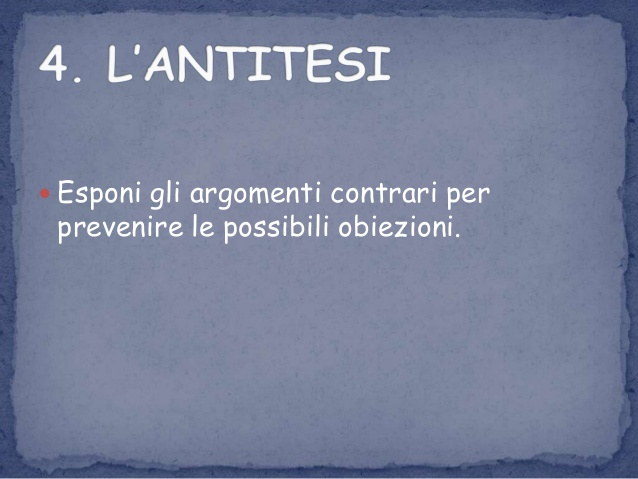 4. L'ANTITESI
Esponi gli argomenti contrari per
prevenire le possibili obiezioni.